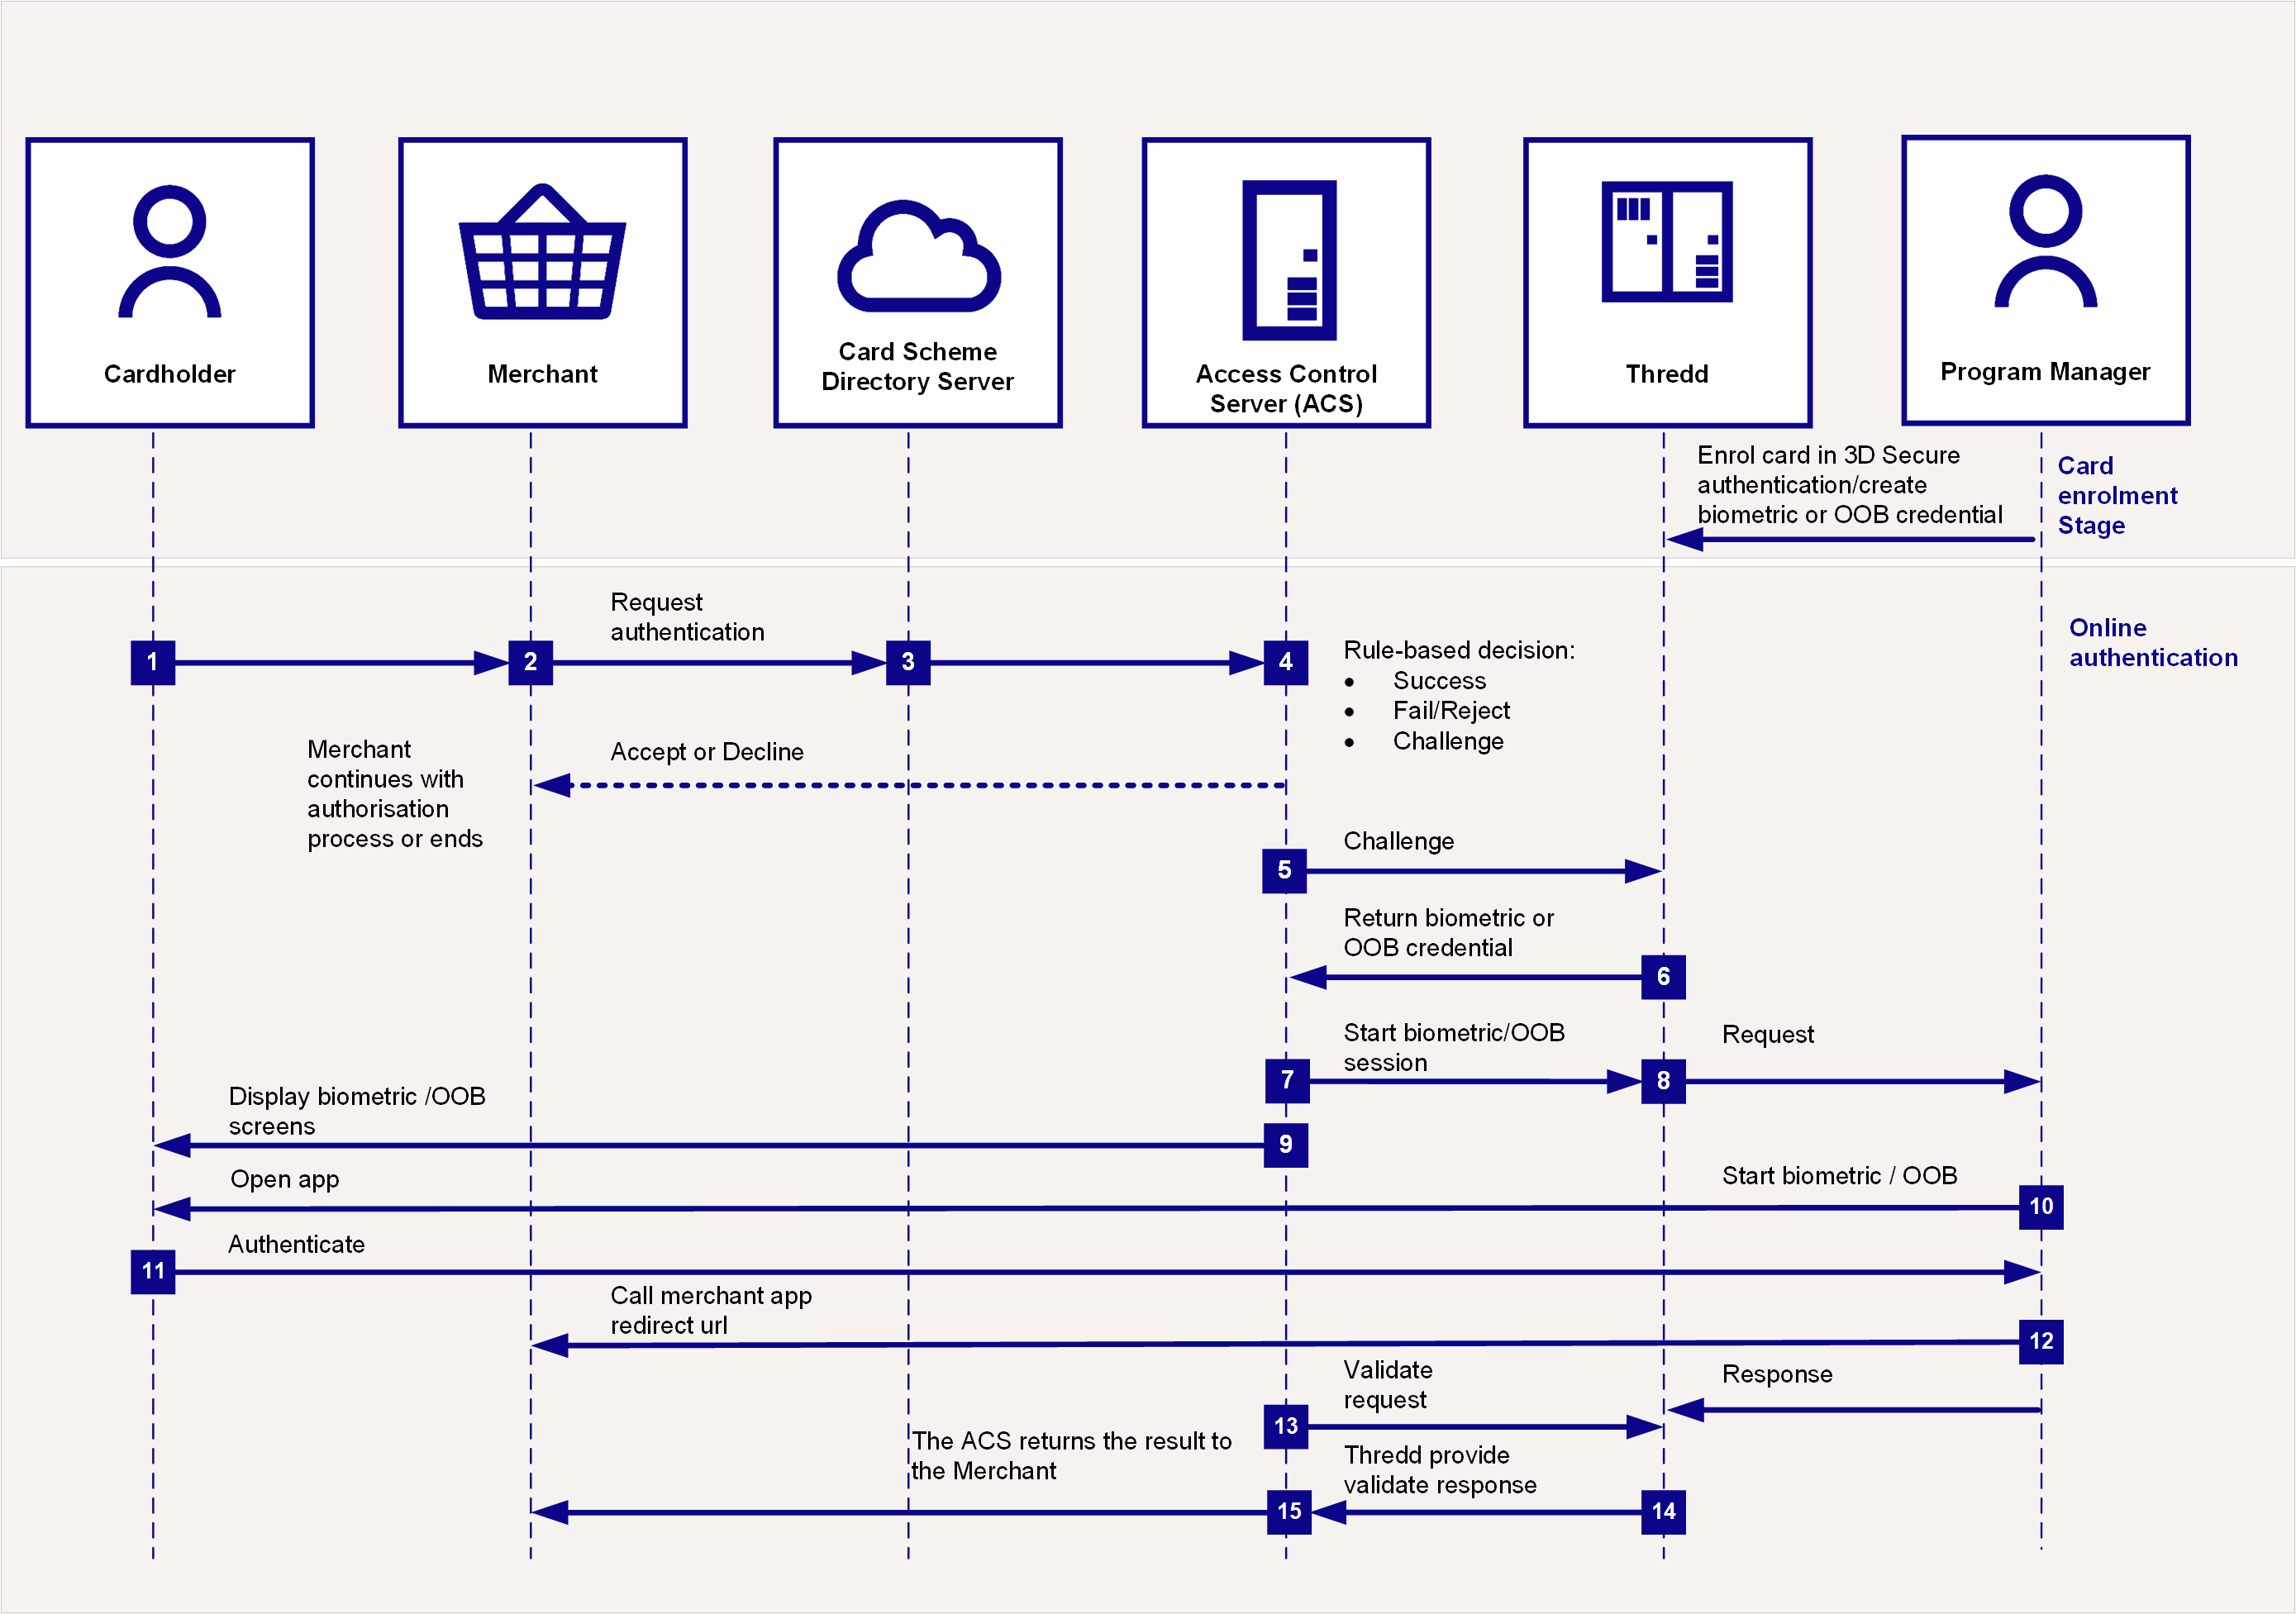 Cardholder
Merchant
Card Scheme
Directory Server
Access Control
Server (ACS)
Thredd
Program Manager
Enrol card in 3D Secure
authentication/create
biometric or OOB credential
Card
enrolment
Stage
Request
authentication
Online
authentication
1
2
3
4
Rule-based decision:
• Success
• Fail/Reject
• Challenge
Merchant
continues with
authorisation
process or ends
Accept or Decline
Challenge
5
Return biometric or
OOB credential
6
Start biometric/OOB
session
Request
7
8
Display biometric /OOB
screens
9
Open app
Start biometric / OOB
10
Authenticate
11
Call merchant app
redirect url
12
Validate
request
Response
13
The ACS returns the result to
the Merchant
Thredd provide
validate response
15
14